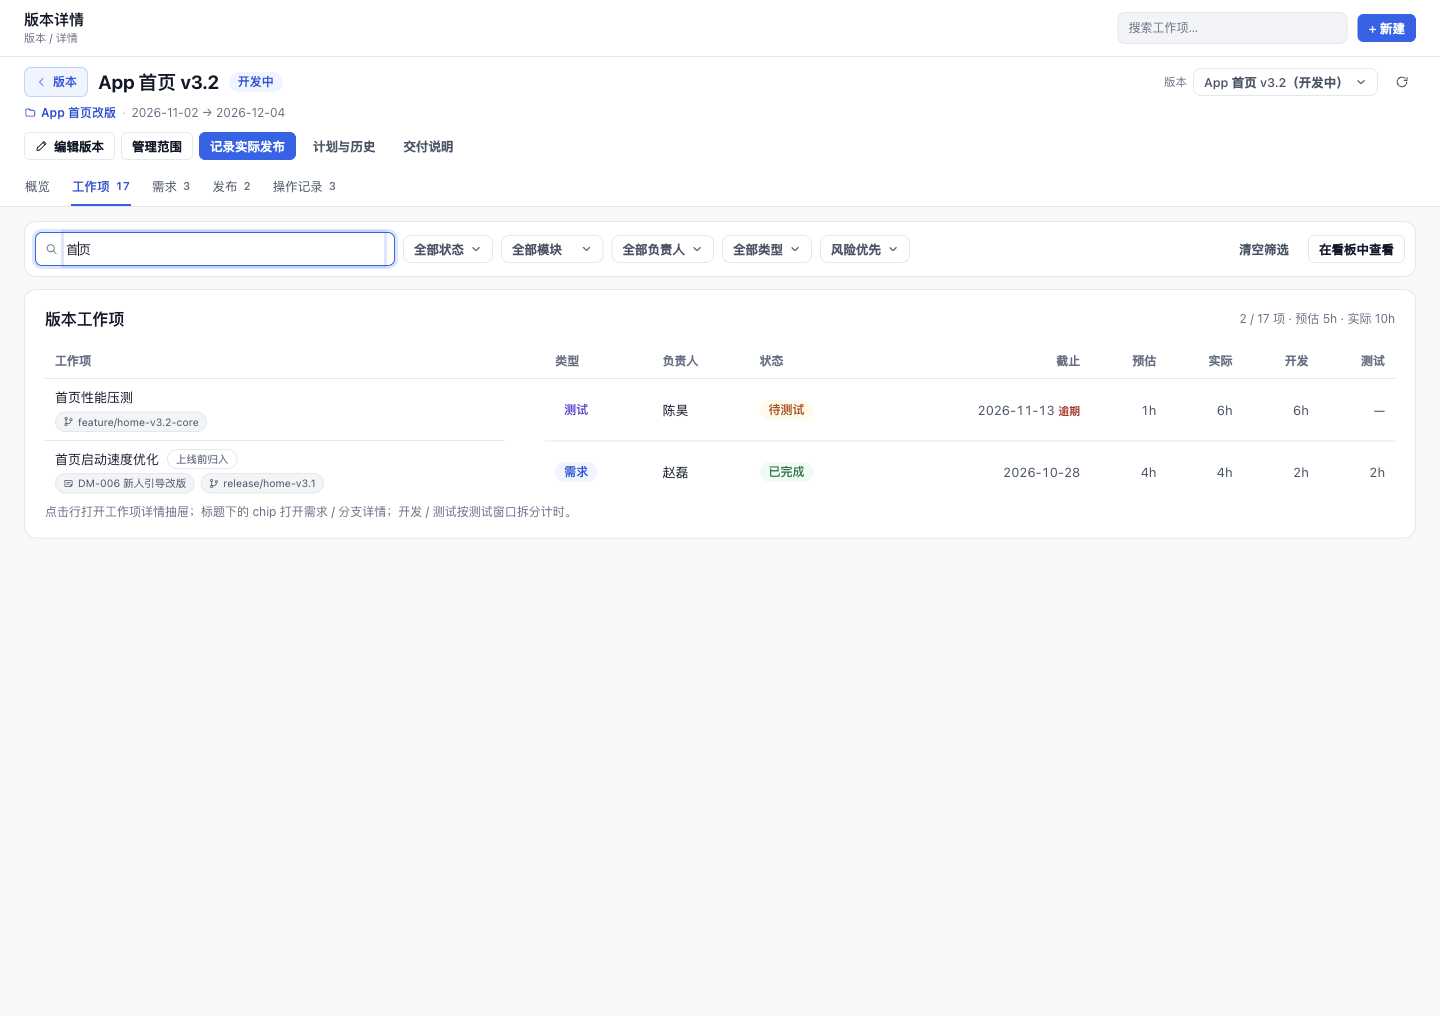 版本详情
版本 / 详情
搜索工作项...
+ 新建
版本
App 首页 v3.2
开发中
版本
App 首页 v3.2（开发中）
App 首页改版 · 2026-11-02 → 2026-12-04
编辑版本
管理范围
记录实际发布
计划与历史
交付说明
概览
工作项 17
需求 3
发布 2
操作记录 3
首页
全部状态
全部模块
全部负责人
全部类型
风险优先
清空筛选
在看板中查看
版本工作项
2 / 17 项 · 预估 5h · 实际 10h
工作项 类型 负责人 状态 截止 预估 实际 开发 测试
首页性能压测
feature/home-v3.2-core
测试 陈昊 待测试 2026-11-13 逾期 1h 6h 6h —
首页启动速度优化 上线前归入
DM-006 新人引导改版 release/home-v3.1
需求 赵磊 已完成 2026-10-28 4h 4h 2h 2h
点击行打开工作项详情抽屉；标题下的 chip 打开需求 / 分支详情；开发 / 测试按测试窗口拆分计时。